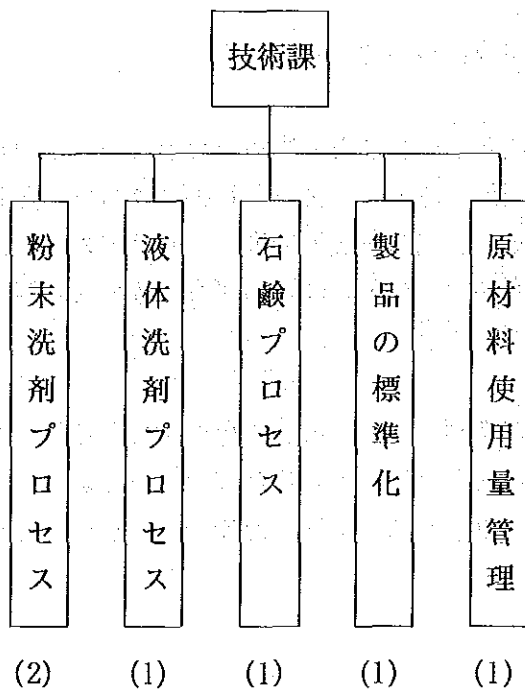 技術課
粉末洗剤プロセス
液体洗剤プロセス
石鹸プロセス
製品の標準化
原材料使用量管理
(2)
(1)
(1)
(1)
(1)